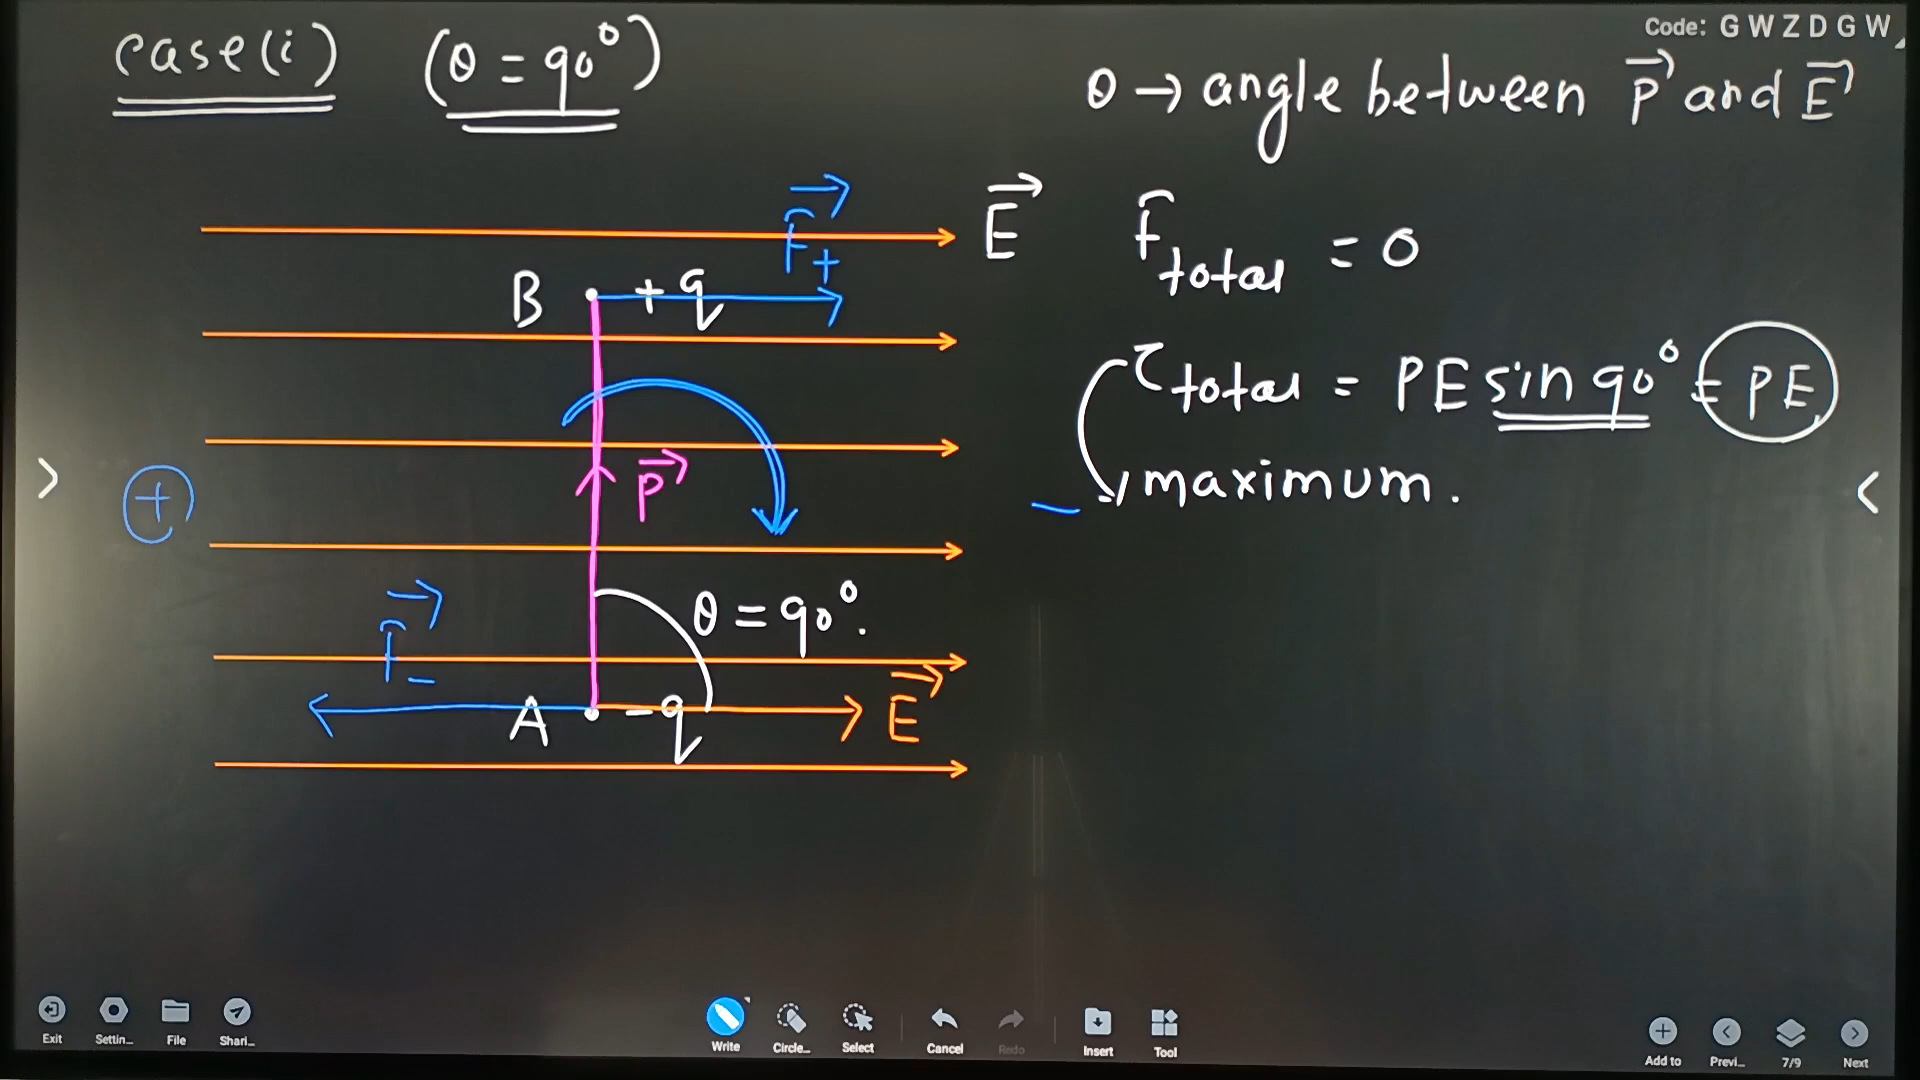 Code: GWZDGW
case(i) (θ = 90°)
θ → angle between P⃗ and E⃗
F⃗₊
E⃗
F⃗total = 0
B +q
τtotal = PE sin 90° = PE
P⃗
maximum.
+
−
F⃗₋
θ = 90°.
A −q
E⃗
Exit Settin... File Shari... Write Circle... Select Cancel Redo Insert Tool Add to Previ... 7/9 Next